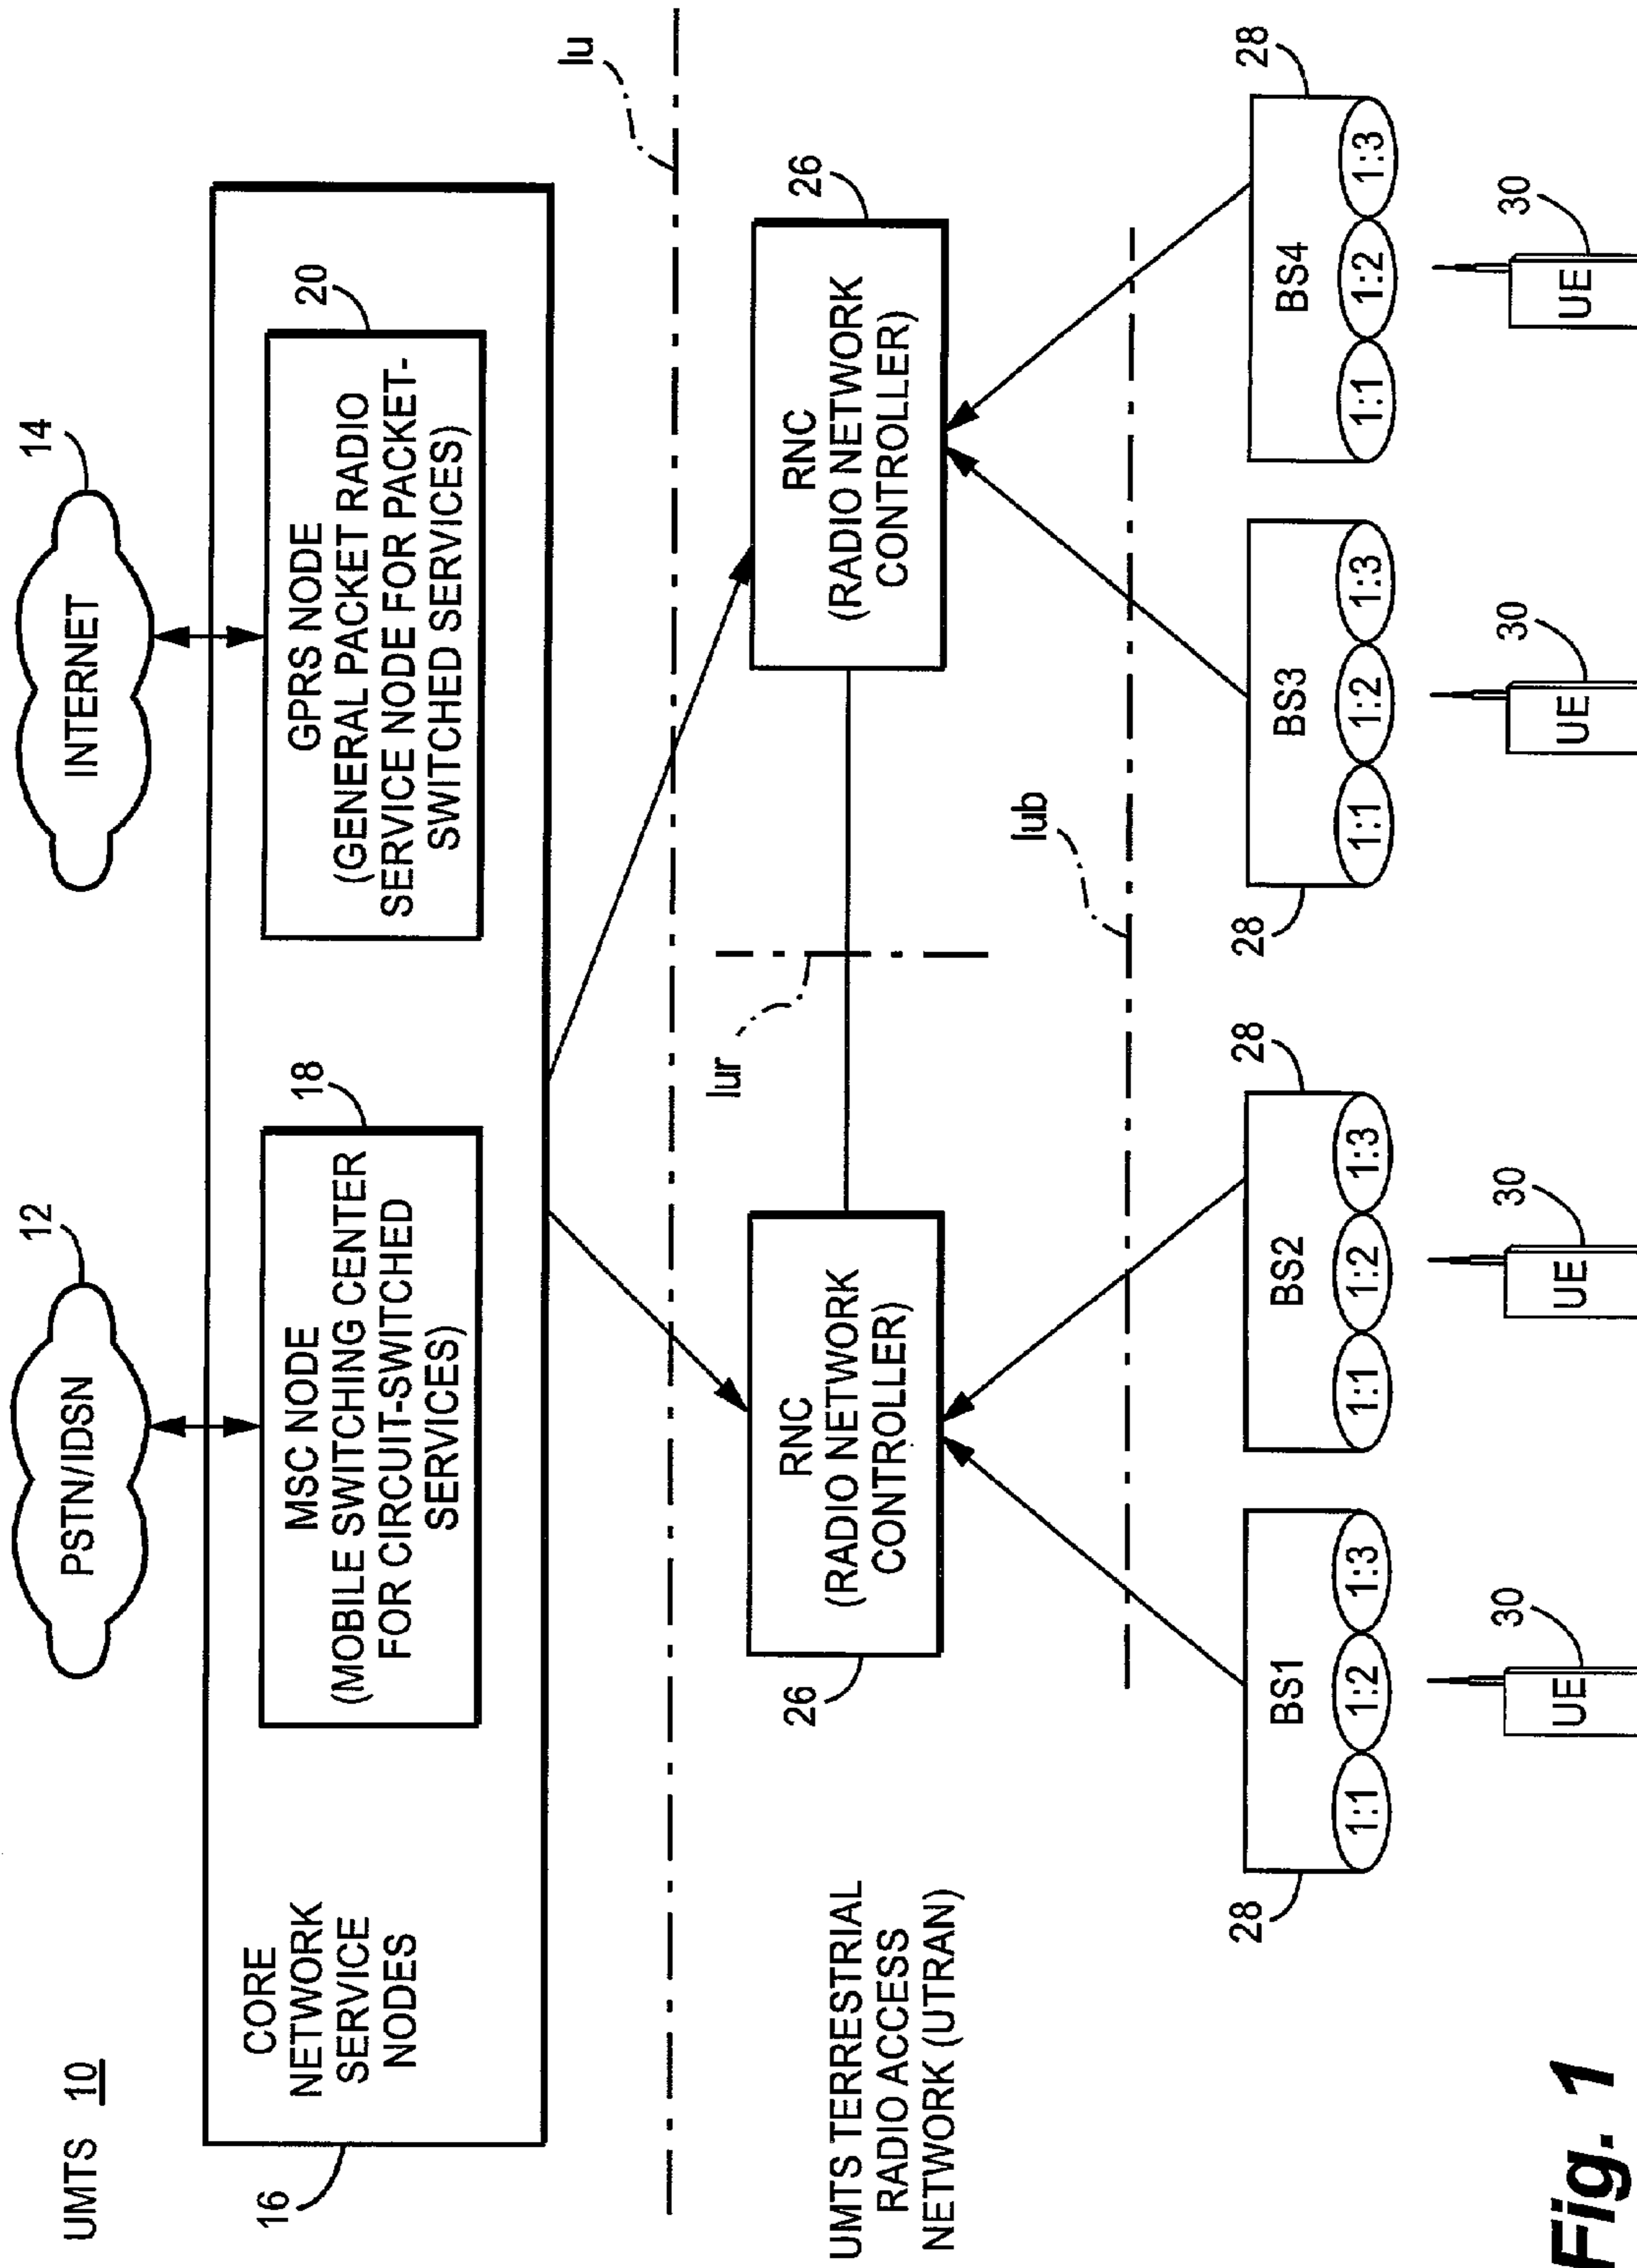 UMTS 10
12
PSTN/IDSN
14
INTERNET
16
CORE
NETWORK
SERVICE
NODES
18
MSC NODE
(MOBILE SWITCHING CENTER
FOR CIRCUIT-SWITCHED
SERVICES)
20
GPRS NODE
(GENERAL PACKET RADIO
SERVICE NODE FOR PACKET-
SWITCHED SERVICES)
Iu
UMTS TERRESTRIAL
RADIO ACCESS
NETWORK (UTRAN)
26
RNC
(RADIO NETWORK
CONTROLLER)
Iur
26
RNC
(RADIO NETWORK
CONTROLLER)
Iub
28
BS1
1:1 1:2 1:3
28
BS2
1:1 1:2 1:3
28
BS3
1:1 1:2 1:3
28
BS4
1:1 1:2 1:3
30
UE
30
UE
30
UE
30
UE
Fig. 1